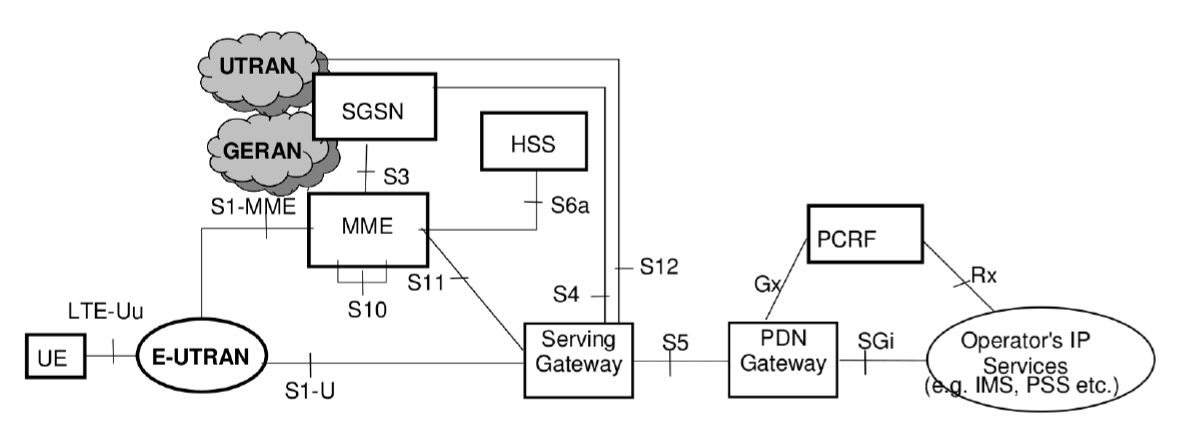 UTRAN
SGSN
HSS
GERAN
S3
S1-MME
S6a
MME
PCRF
S12
S11
Gx
Rx
S4
S10
LTE-Uu
Serving
Gateway
PDN
Gateway
S5
SGi
Operator's IP
Services
(e.g. IMS, PSS etc.)
UE
E-UTRAN
S1-U